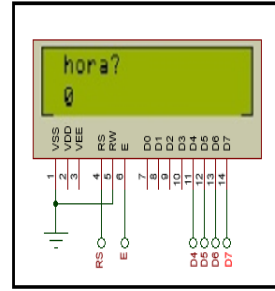 hora?
0
VSS VDD VEE RS RW E D0 D1 D2 D3 D4 D5 D6 D7
1 2 3 4 5 6 7 8 9 10 11 12 13 14
RS E D4 D5 D6 D7